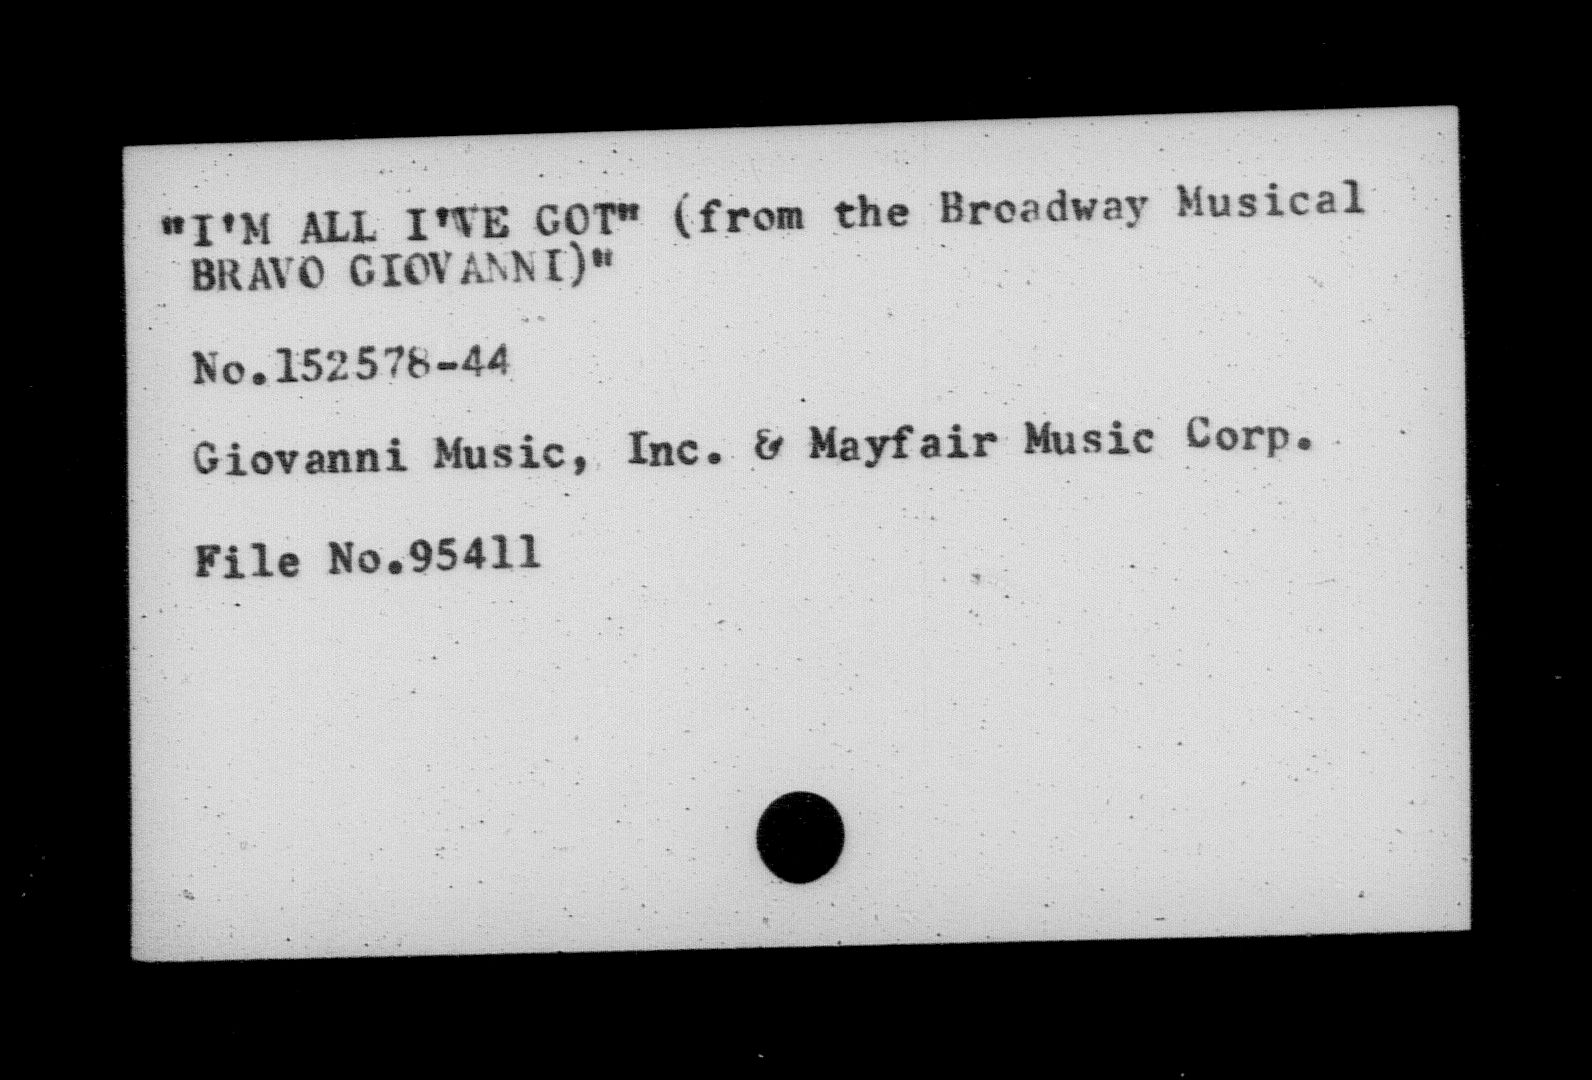 "I'M ALL I'VE GOT" (from the Broadway Musical
BRAVO GIOVANNI)"
No.152578-44
Giovanni Music, Inc. & Mayfair Music Corp.
File No.95411